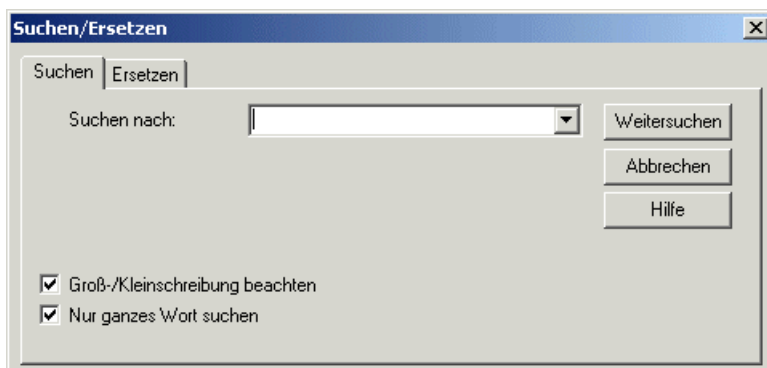 Suchen/Ersetzen
Suchen Ersetzen
Suchen nach: Weitersuchen
Abbrechen
Hilfe
Groß-/Kleinschreibung beachten
Nur ganzes Wort suchen